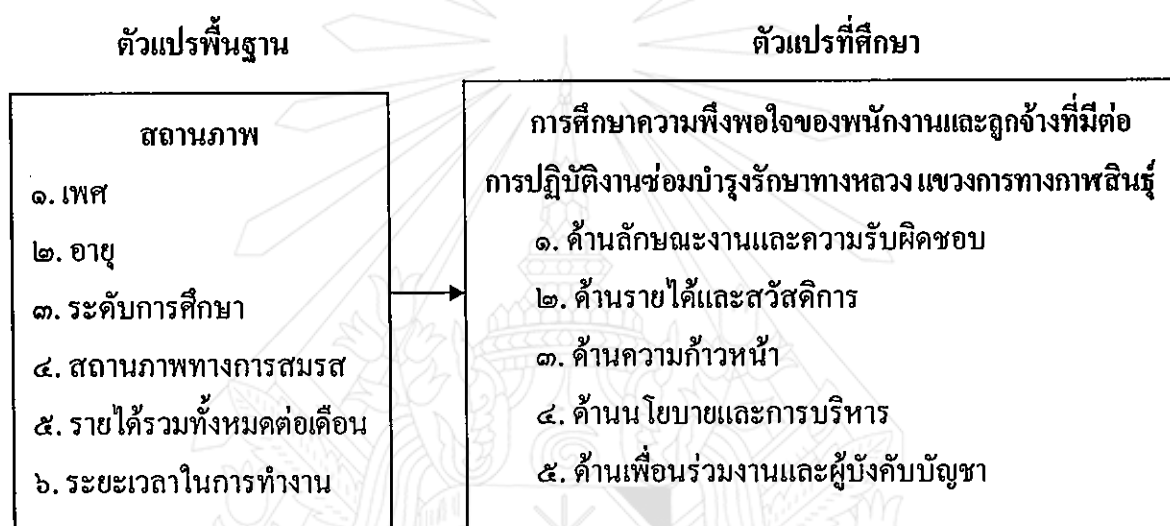 ตัวแปรพื้นฐาน
ตัวแปรที่ศึกษา
สถานภาพ
๑. เพศ
๒. อายุ
๓. ระดับการศึกษา
๔. สถานภาพทางการสมรส
๕. รายได้รวมทั้งหมดต่อเดือน
๖. ระยะเวลาในการทำงาน
การศึกษาความพึงพอใจของพนักงานและลูกจ้างที่มีต่อ
การปฏิบัติงานซ่อมบำรุงรักษาทางหลวง แขวงการทางกาฬสินธุ์
๑. ด้านลักษณะงานและความรับผิดชอบ
๒. ด้านรายได้และสวัสดิการ
๓. ด้านความก้าวหน้า
๔. ด้านนโยบายและการบริหาร
๕. ด้านเพื่อนร่วมงานและผู้บังคับบัญชา